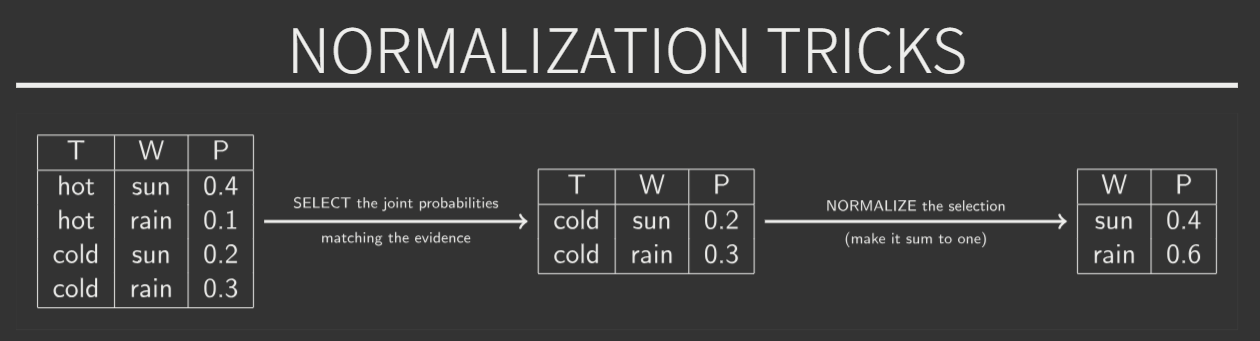 NORMALIZATION TRICKS
T W P
hot sun 0.4
hot rain 0.1
cold sun 0.2
cold rain 0.3
SELECT the joint probabilities
matching the evidence
T W P
cold sun 0.2
cold rain 0.3
NORMALIZE the selection
(make it sum to one)
W P
sun 0.4
rain 0.6